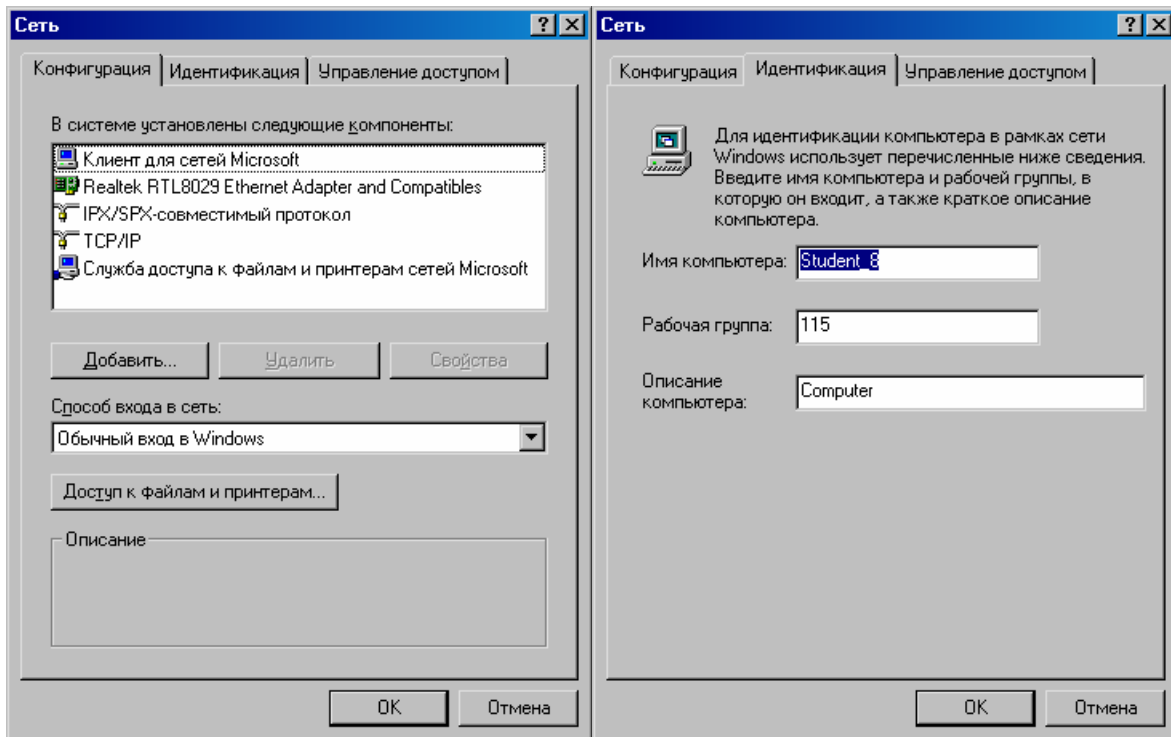 Сеть
Конфигурация
Идентификация
Управление доступом
В системе установлены следующие компоненты:
Клиент для сетей Microsoft
Realtek RTL8029 Ethernet Adapter and Compatibles
IPX/SPX-совместимый протокол
TCP/IP
Служба доступа к файлам и принтерам сетей Microsoft
Добавить...
Удалить
Свойства
Способ входа в сеть:
Обычный вход в Windows
Доступ к файлам и принтерам...
Описание
OK
Отмена
Сеть
Конфигурация
Идентификация
Управление доступом
Для идентификации компьютера в рамках сети
Windows использует перечисленные ниже сведения.
Введите имя компьютера и рабочей группы, в
которую он входит, а также краткое описание
компьютера.
Имя компьютера:
Student_8
Рабочая группа:
115
Описание
компьютера:
Computer
OK
Отмена